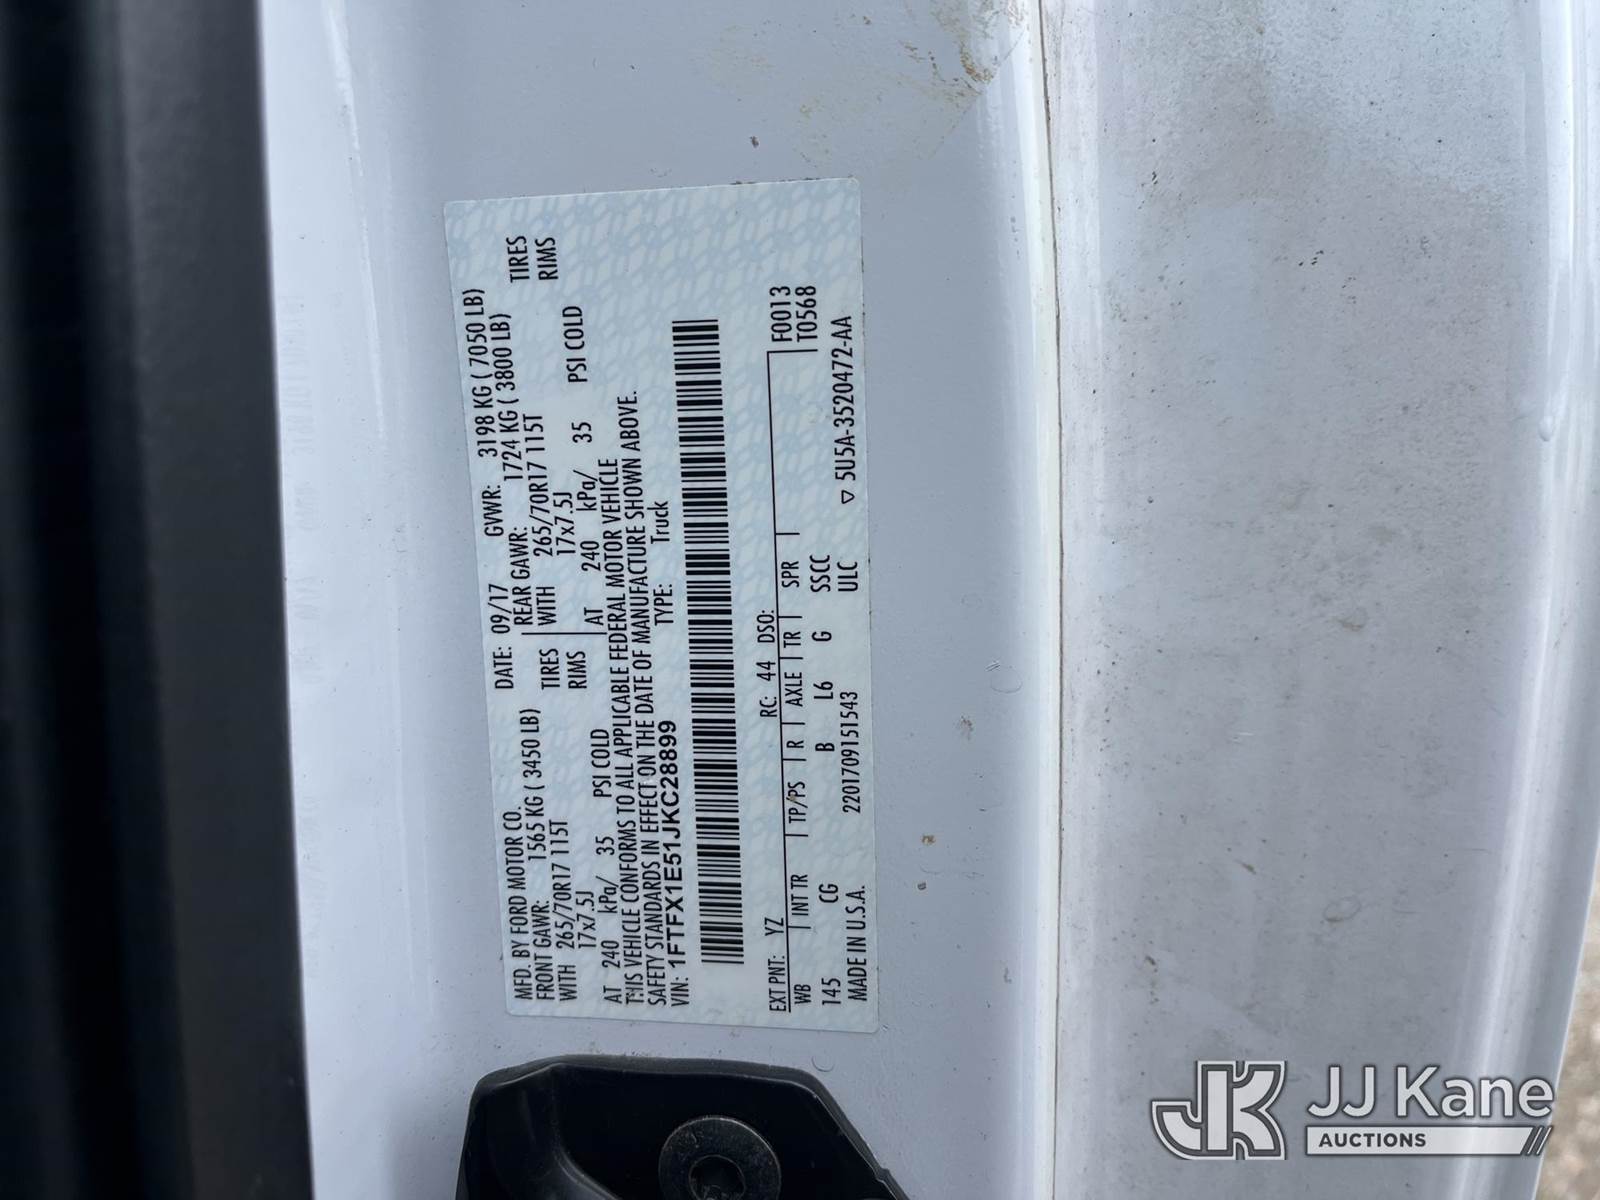 MFD. BY FORD MOTOR CO. DATE: 09/17 GVWR: 3198 KG ( 7050 LB)
FRONT GAWR: 1565 KG ( 3450 LB) REAR GAWR: 1724 KG ( 3800 LB)
WITH 265/70R17 115T TIRES WITH 265/70R17 115T TIRES
17x7.5J RIMS 17x7.5J RIMS
AT 240 kPa/ 35 PSI COLD AT 240 kPa/ 35 PSI COLD
THIS VEHICLE CONFORMS TO ALL APPLICABLE FEDERAL MOTOR VEHICLE
SAFETY STANDARDS IN EFFECT ON THE DATE OF MANUFACTURE SHOWN ABOVE.
VIN: 1FTFX1E51JKC28899 TYPE: Truck
EXT PNT: YZ RC: 44 DSO: F0013
WB INT TR TP/PS R AXLE TR SPR T0568
145 CG B L6 G SSCC
MADE IN U.S.A. 220170915​1543 ULC ▽ 5U5A-3520472-AA
JK JJ Kane
AUCTIONS